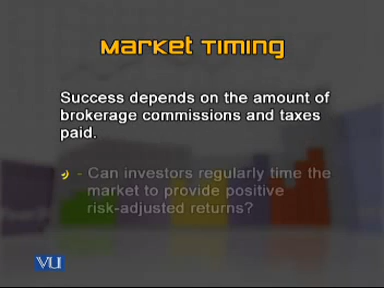 Market Timing
Success depends on the amount of
brokerage commissions and taxes
paid.
- Can investors regularly time the
market to provide positive
risk-adjusted returns?
VU